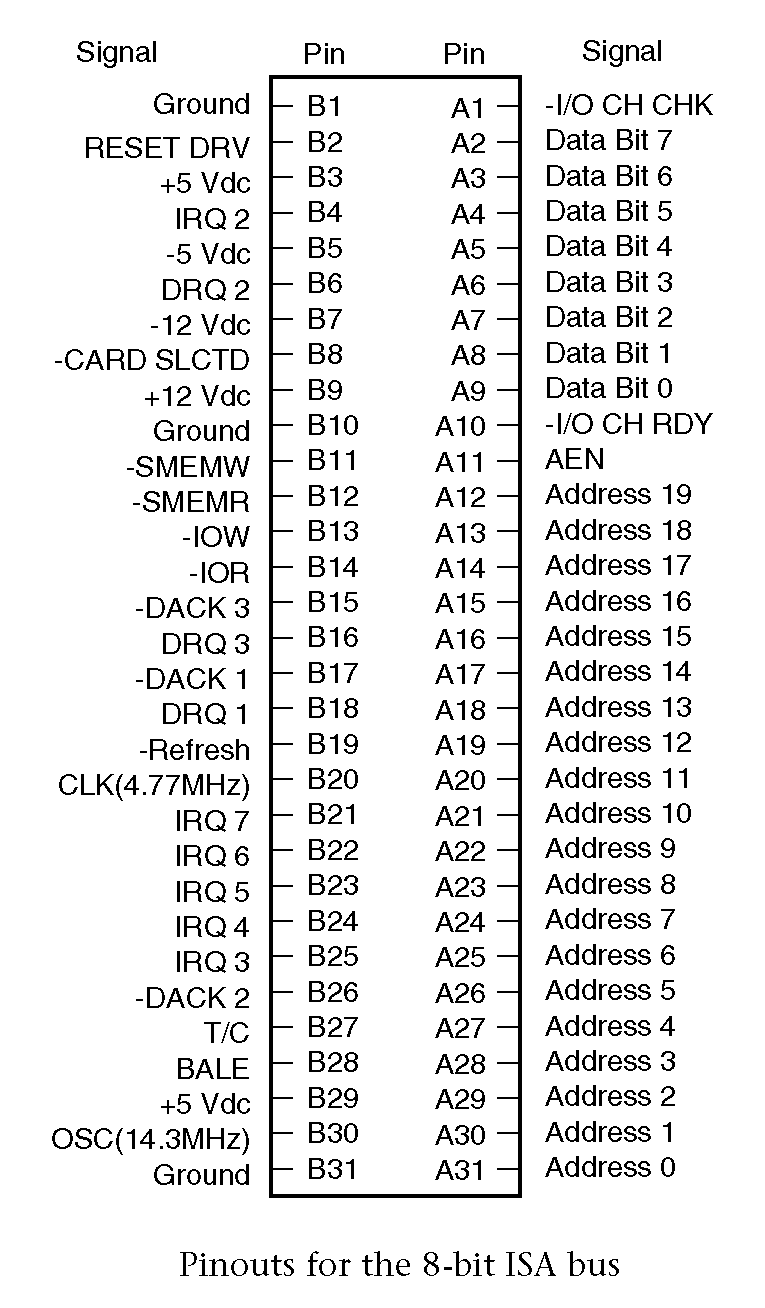 Signal Pin Pin Signal
Ground B1 A1 -I/O CH CHK
RESET DRV B2 A2 Data Bit 7
+5 Vdc B3 A3 Data Bit 6
IRQ 2 B4 A4 Data Bit 5
-5 Vdc B5 A5 Data Bit 4
DRQ 2 B6 A6 Data Bit 3
-12 Vdc B7 A7 Data Bit 2
-CARD SLCTD B8 A8 Data Bit 1
+12 Vdc B9 A9 Data Bit 0
Ground B10 A10 -I/O CH RDY
-SMEMW B11 A11 AEN
-SMEMR B12 A12 Address 19
-IOW B13 A13 Address 18
-IOR B14 A14 Address 17
-DACK 3 B15 A15 Address 16
DRQ 3 B16 A16 Address 15
-DACK 1 B17 A17 Address 14
DRQ 1 B18 A18 Address 13
-Refresh B19 A19 Address 12
CLK(4.77MHz) B20 A20 Address 11
IRQ 7 B21 A21 Address 10
IRQ 6 B22 A22 Address 9
IRQ 5 B23 A23 Address 8
IRQ 4 B24 A24 Address 7
IRQ 3 B25 A25 Address 6
-DACK 2 B26 A26 Address 5
T/C B27 A27 Address 4
BALE B28 A28 Address 3
+5 Vdc B29 A29 Address 2
OSC(14.3MHz) B30 A30 Address 1
Ground B31 A31 Address 0
Pinouts for the 8-bit ISA bus